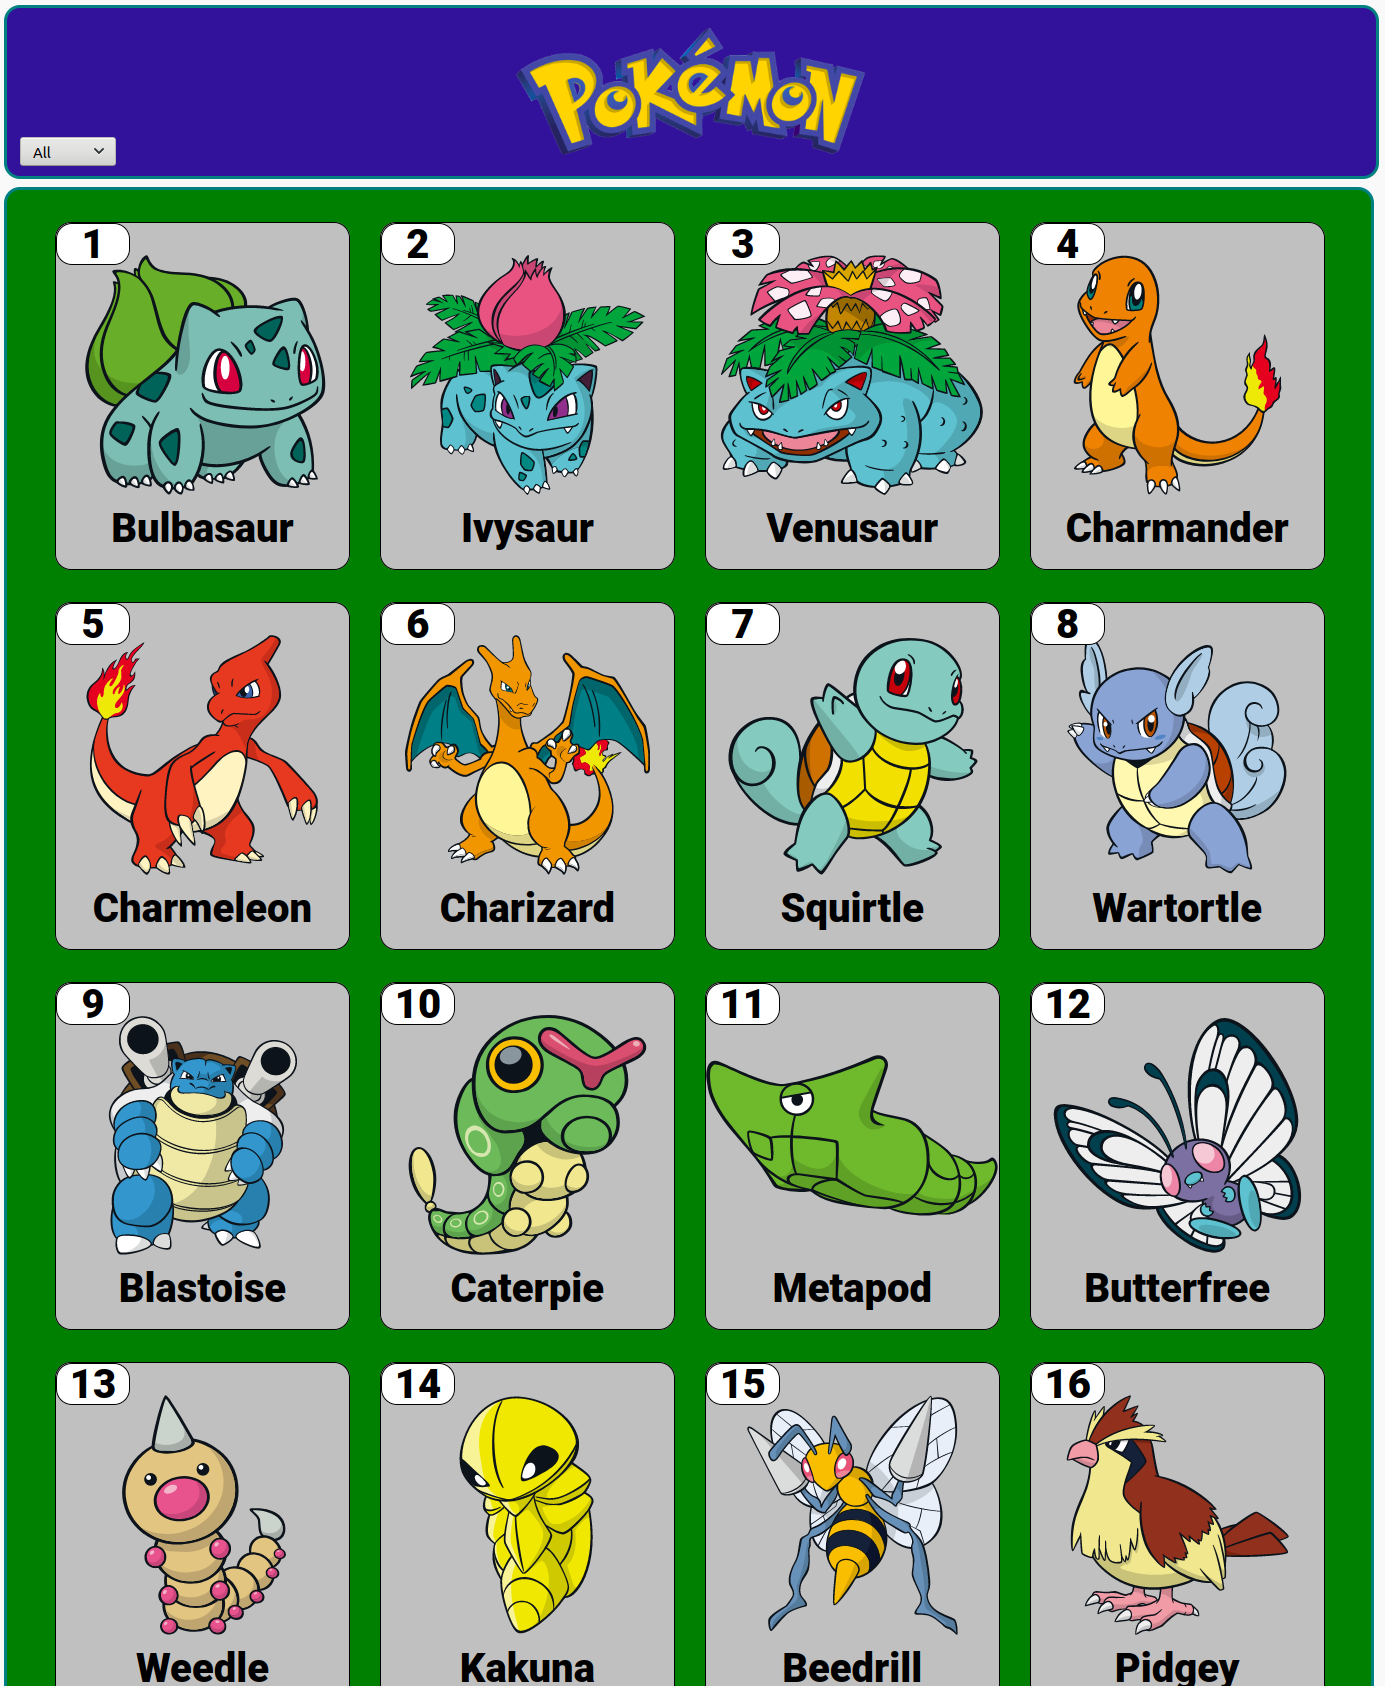 Pokémon
All
1
2
3
4
Bulbasaur
Ivysaur
Venusaur
Charmander
5
6
7
8
Charmeleon
Charizard
Squirtle
Wartortle
9
10
11
12
Blastoise
Caterpie
Metapod
Butterfree
13
14
15
16
Weedle
Kakuna
Beedrill
Pidgey